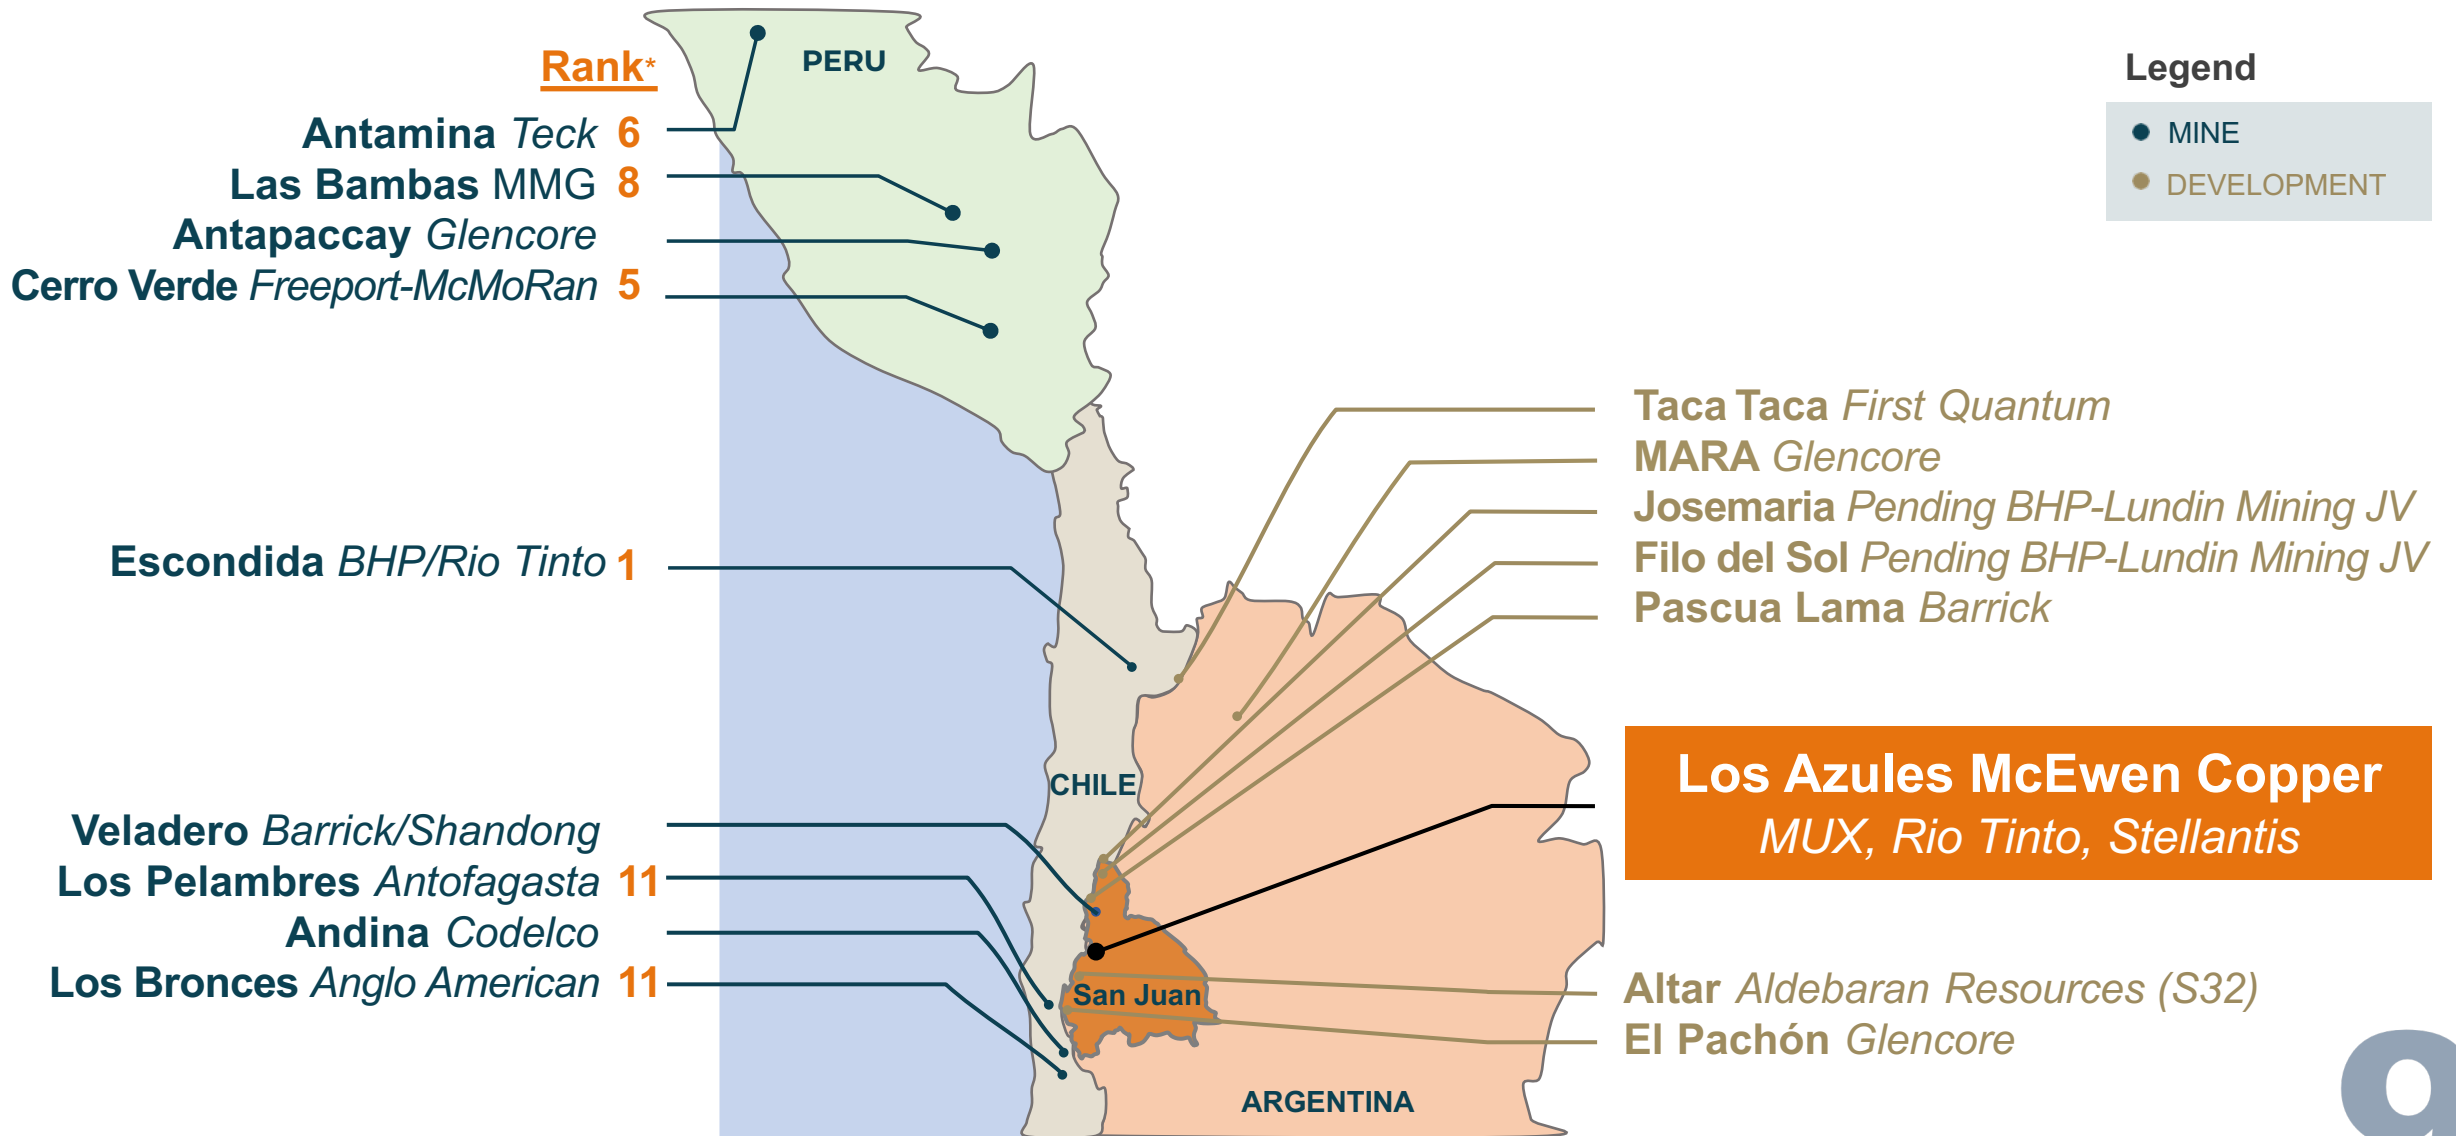 Rank*
Antamina Teck 6
Las Bambas MMG 8
Antapaccay Glencore
Cerro Verde Freeport-McMoRan 5
Escondida BHP/Rio Tinto 1
Veladero Barrick/Shandong
Los Pelambres Antofagasta 11
Andina Codelco
Los Bronces Anglo American 11
PERU
CHILE
San Juan
ARGENTINA
Legend
MINE
DEVELOPMENT
Taca Taca First Quantum
MARA Glencore
Josemaria Pending BHP-Lundin Mining JV
Filo del Sol Pending BHP-Lundin Mining JV
Pascua Lama Barrick
Los Azules McEwen Copper
MUX, Rio Tinto, Stellantis
Altar Aldebaran Resources (S32)
El Pachón Glencore